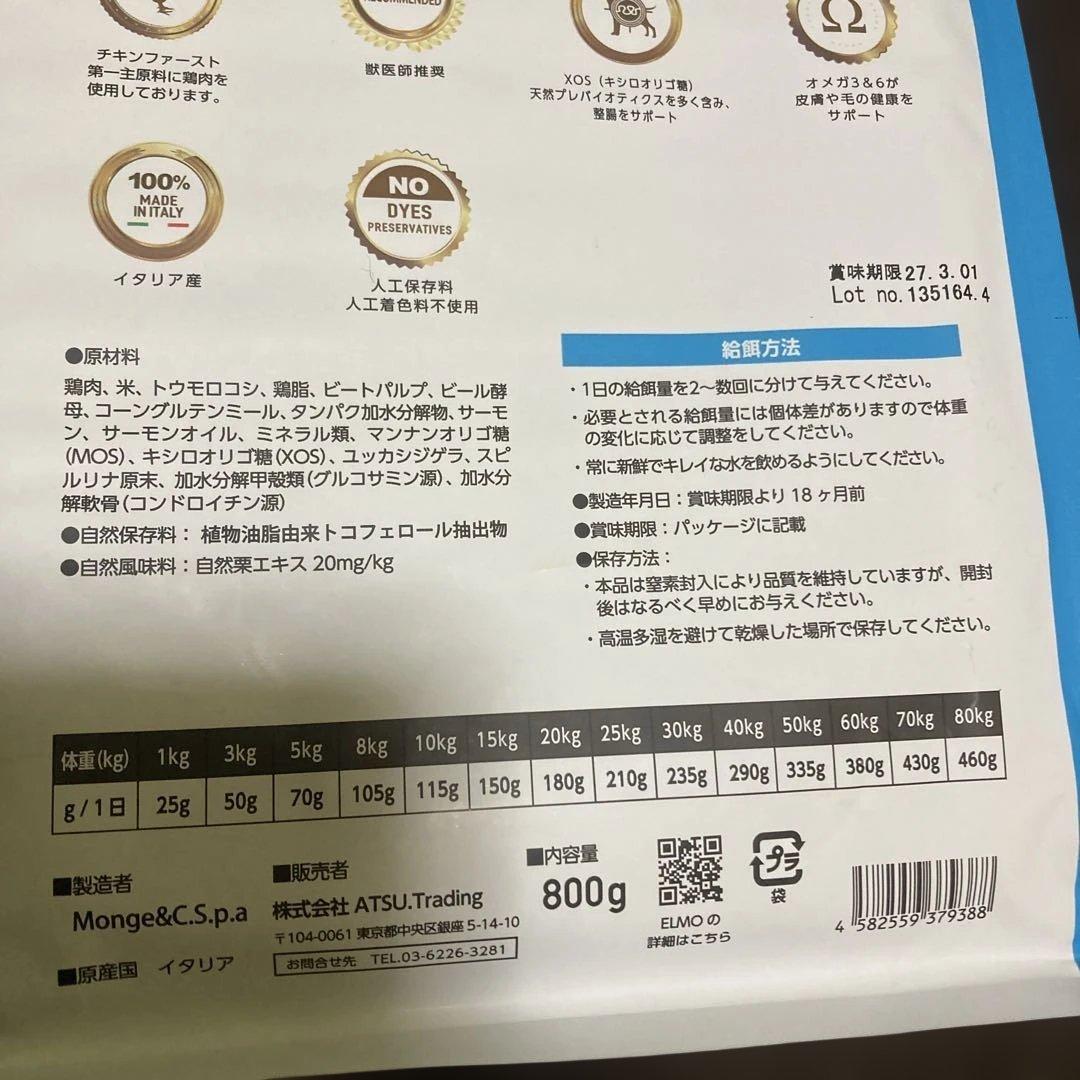 RECOMMENDED
チキンファースト
第一主原料に鶏肉を
使用しております。
獣医師推奨
XOS（キシロオリゴ糖）
天然プレバイオティクスを多く含み、
整腸をサポート
Ω
オメガ3&6が
皮膚や毛の健康を
サポート
100%
MADE
IN ITALY
イタリア産
NO
DYES
PRESERVATIVES
人工保存料
人工着色料不使用
賞味期限27.3.01
Lot no.135164.4
●原材料
鶏肉、米、トウモロコシ、鶏脂、ビートパルプ、ビール酵
母、コーングルテンミール、タンパク加水分解物、サーモ
ン、サーモンオイル、ミネラル類、マンナンオリゴ糖
(MOS)、キシロオリゴ糖(XOS)、ユッカシジゲラ、スピ
ルリナ原末、加水分解甲殻類(グルコサミン源)、加水分
解軟骨(コンドロイチン源)
●自然保存料：植物油脂由来トコフェロール抽出物
●自然風味料：自然栗エキス 20mg/kg
給餌方法
・1日の給餌量を2〜数回に分けて与えてください。
・必要とされる給餌量には個体差がありますので体重
の変化に応じて調整をしてください。
・常に新鮮でキレイな水を飲めるようにしてください。
●製造年月日：賞味期限より18ヶ月前
●賞味期限：パッケージに記載
●保存方法：
・本品は窒素封入により品質を維持していますが、開封
後はなるべく早めにお与えください。
・高温多湿を避けて乾燥した場所で保存してください。
体重(kg) 1kg 3kg 5kg 8kg 10kg 15kg 20kg 25kg 30kg 40kg 50kg 60kg 70kg 80kg
g/1日 25g 50g 70g 105g 115g 150g 180g 210g 235g 290g 335g 380g 430g 460g
■製造者
Monge&C.S.p.a
■原産国 イタリア
■販売者
株式会社 ATSU.Trading
〒104-0061 東京都中央区銀座 5-14-10
お問合せ先 TEL.03-6226-3281
■内容量
800g
ELMO の
詳細はこちら
プラ
袋
4 582559 379388